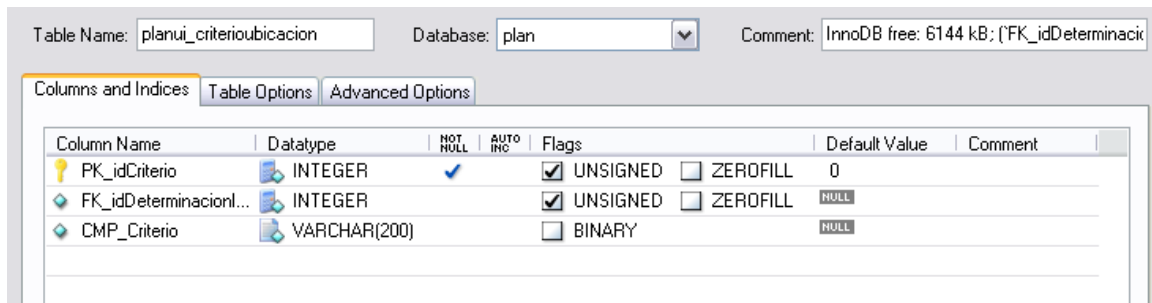 Table Name: planui_criterioubicacion Database: plan Comment: InnoDB free: 6144 kB; (`FK_idDeterminacic
Columns and Indices Table Options Advanced Options
Column Name Datatype NOT NULL AUTO INC Flags Default Value Comment
PK_idCriterio INTEGER UNSIGNED ZEROFILL 0
FK_idDeterminacionI... INTEGER UNSIGNED ZEROFILL NULL
CMP_Criterio VARCHAR(200) BINARY NULL